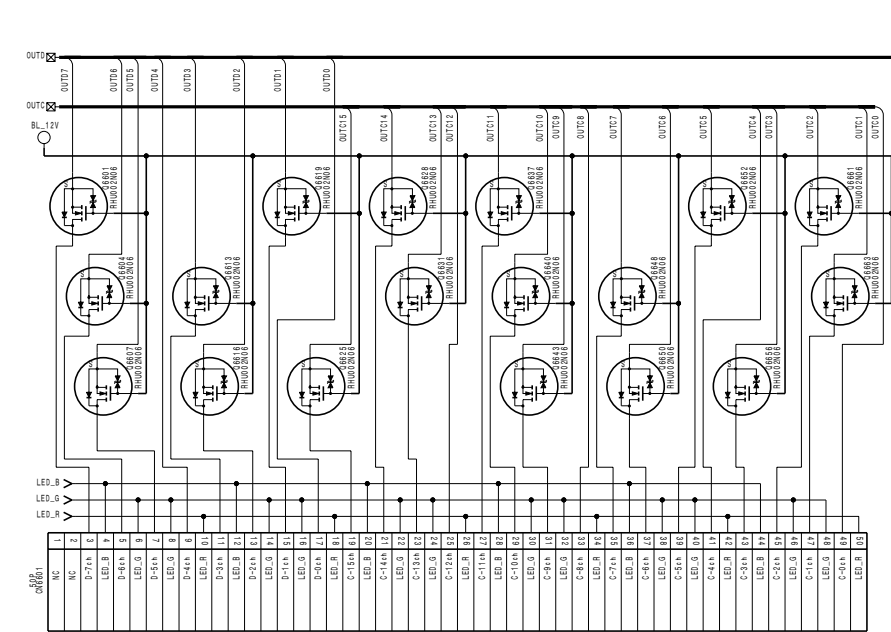 OUTD
OUTD7
OUTD6
OUTD5
OUTD4
OUTD3
OUTD2
OUTD1
OUTD0
OUTC
OUTC15
OUTC14
OUTC13
OUTC12
OUTC11
OUTC10
OUTC9
OUTC8
OUTC7
OUTC6
OUTC5
OUTC4
OUTC3
OUTC2
OUTC1
OUTC0
BL_12V
S Q6601 RHU002N06
S Q6619 RHU002N06
S Q6628 RHU002N06
S Q6637 RHU002N06
S Q6652 RHU002N06
S Q6661 RHU002N06
S Q6604 RHU002N06
S Q6613 RHU002N06
S Q6631 RHU002N06
S Q6640 RHU002N06
S Q6648 RHU002N06
S Q6663 RHU002N06
S Q6607 RHU002N06
S Q6616 RHU002N06
S Q6625 RHU002N06
S Q6643 RHU002N06
S Q6650 RHU002N06
S Q6656 RHU002N06
LED_B
LED_G
LED_R
50P
CN6601
1 NC
2 NC
3 D-7ch
4 LED_B
5 D-6ch
6 LED_G
7 D-5ch
8 LED_G
9 D-4ch
10 LED_R
11 D-3ch
12 LED_B
13 D-2ch
14 LED_G
15 D-1ch
16 LED_G
17 D-0ch
18 LED_R
19 C-15ch
20 LED_B
21 C-14ch
22 LED_G
23 C-13ch
24 LED_G
25 C-12ch
26 LED_R
27 C-11ch
28 LED_B
29 C-10ch
30 LED_G
31 C-9ch
32 LED_G
33 C-8ch
34 LED_R
35 C-7ch
36 LED_B
37 C-6ch
38 LED_G
39 C-5ch
40 LED_G
41 C-4ch
42 LED_R
43 C-3ch
44 LED_B
45 C-2ch
46 LED_G
47 C-1ch
48 LED_G
49 C-0ch
50 LED_R